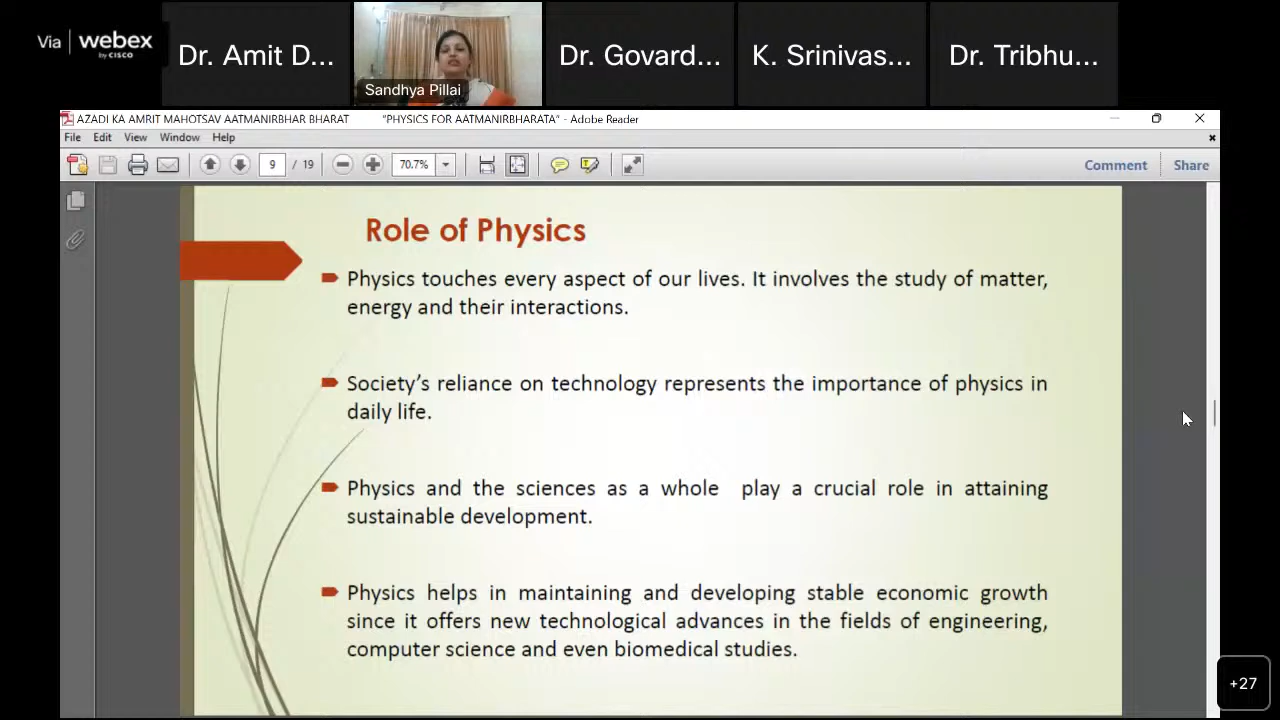 Via webex
by CISCO
Dr. Amit D...
Sandhya Pillai
Dr. Govard...
K. Srinivas...
Dr. Tribhu...
AZADI KA AMRIT MAHOTSAV AATMANIRBHAR BHARAT "PHYSICS FOR AATMANIRBHARATA" - Adobe Reader
File Edit View Window Help
9 / 19 70.7% Comment Share
Role of Physics
Physics touches every aspect of our lives. It involves the study of matter,
energy and their interactions.
Society's reliance on technology represents the importance of physics in
daily life.
Physics and the sciences as a whole play a crucial role in attaining
sustainable development.
Physics helps in maintaining and developing stable economic growth
since it offers new technological advances in the fields of engineering,
computer science and even biomedical studies.
+27